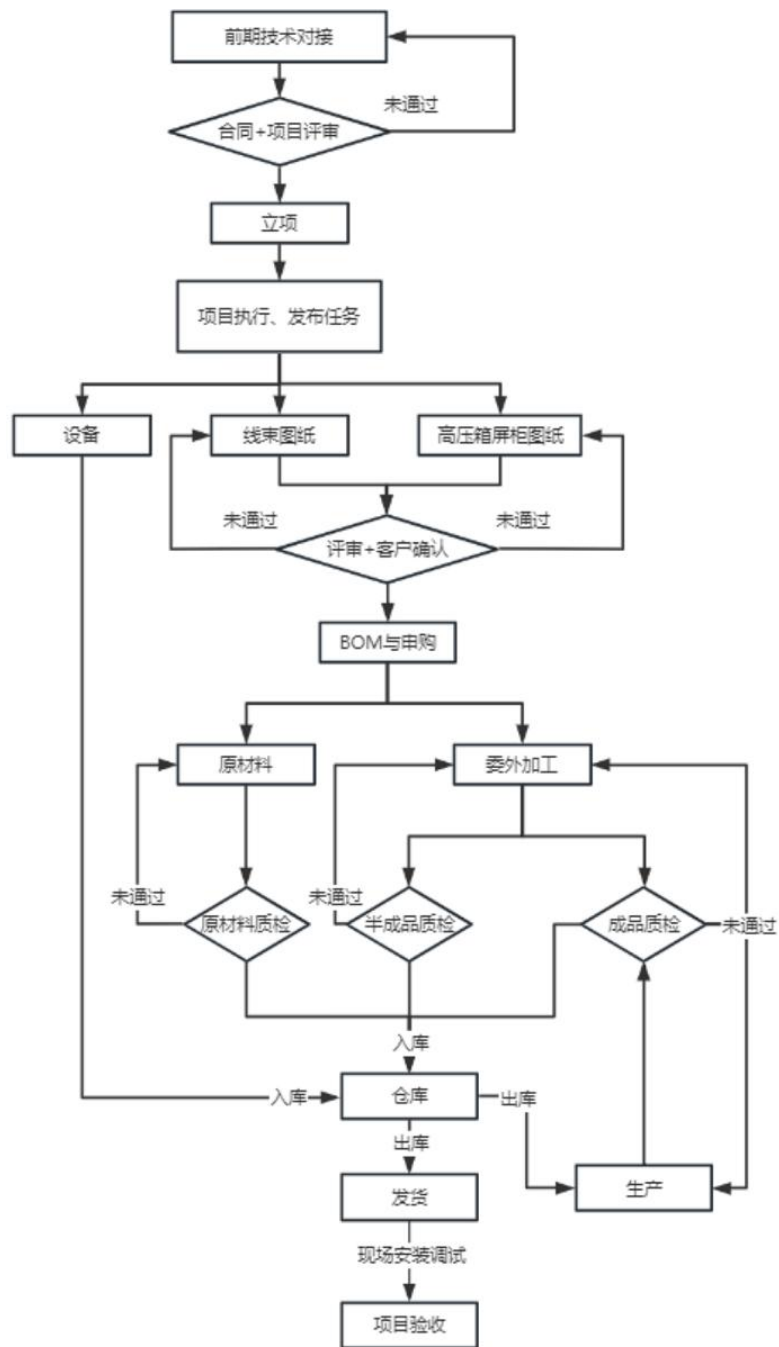 前期技术对接
未通过
合同+项目评审
立项
项目执行、发布任务
设备
线束图纸
高压箱屏柜图纸
未通过
未通过
评审+客户确认
BOM与申购
原材料
委外加工
未通过
未通过
原材料质检
半成品质检
成品质检
未通过
入库
入库
仓库
出库
出库
发货
生产
现场安装调试
项目验收